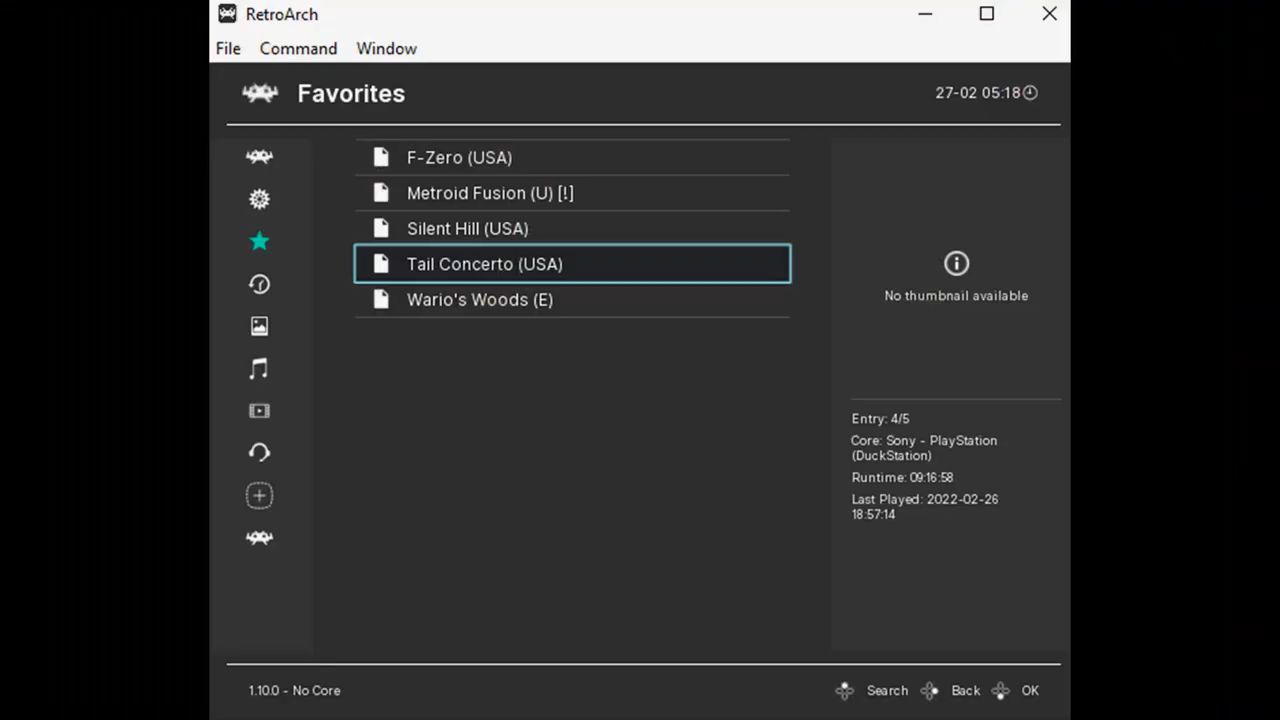 RetroArch
File Command Window
Favorites
27-02 05:18
F-Zero (USA)
Metroid Fusion (U) [!]
Silent Hill (USA)
Tail Concerto (USA)
Wario's Woods (E)
No thumbnail available
Entry: 4/5
Core: Sony - PlayStation
(DuckStation)
Runtime: 09:16:58
Last Played: 2022-02-26
18:57:14
1.10.0 - No Core
Search Back OK